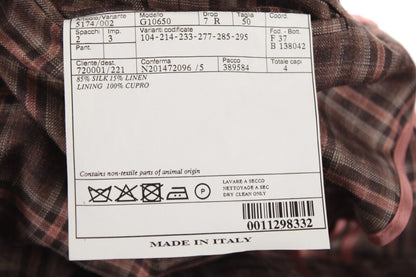 Disegno/Variante Modello Drop Taglia Coord.
5174/002 G10650 7 R 50
Spacchi Imp. Varianti codificate Fod. - Bott.
2 3 104-214-233-277-285-295 F 37
Pant. B 138042
Cliente/dest. Conferma Pacco Totale capi
720001/221 N201472096 /5 389584 4
85% SILK 15% LINEN
LINING 100% CUPRO
Contains non-textile parts of animal origin
P
LAVARE A SECCO
NETTOYAGE A SEC
DRY CLEAN ONLY
0011298332
MADE IN ITALY